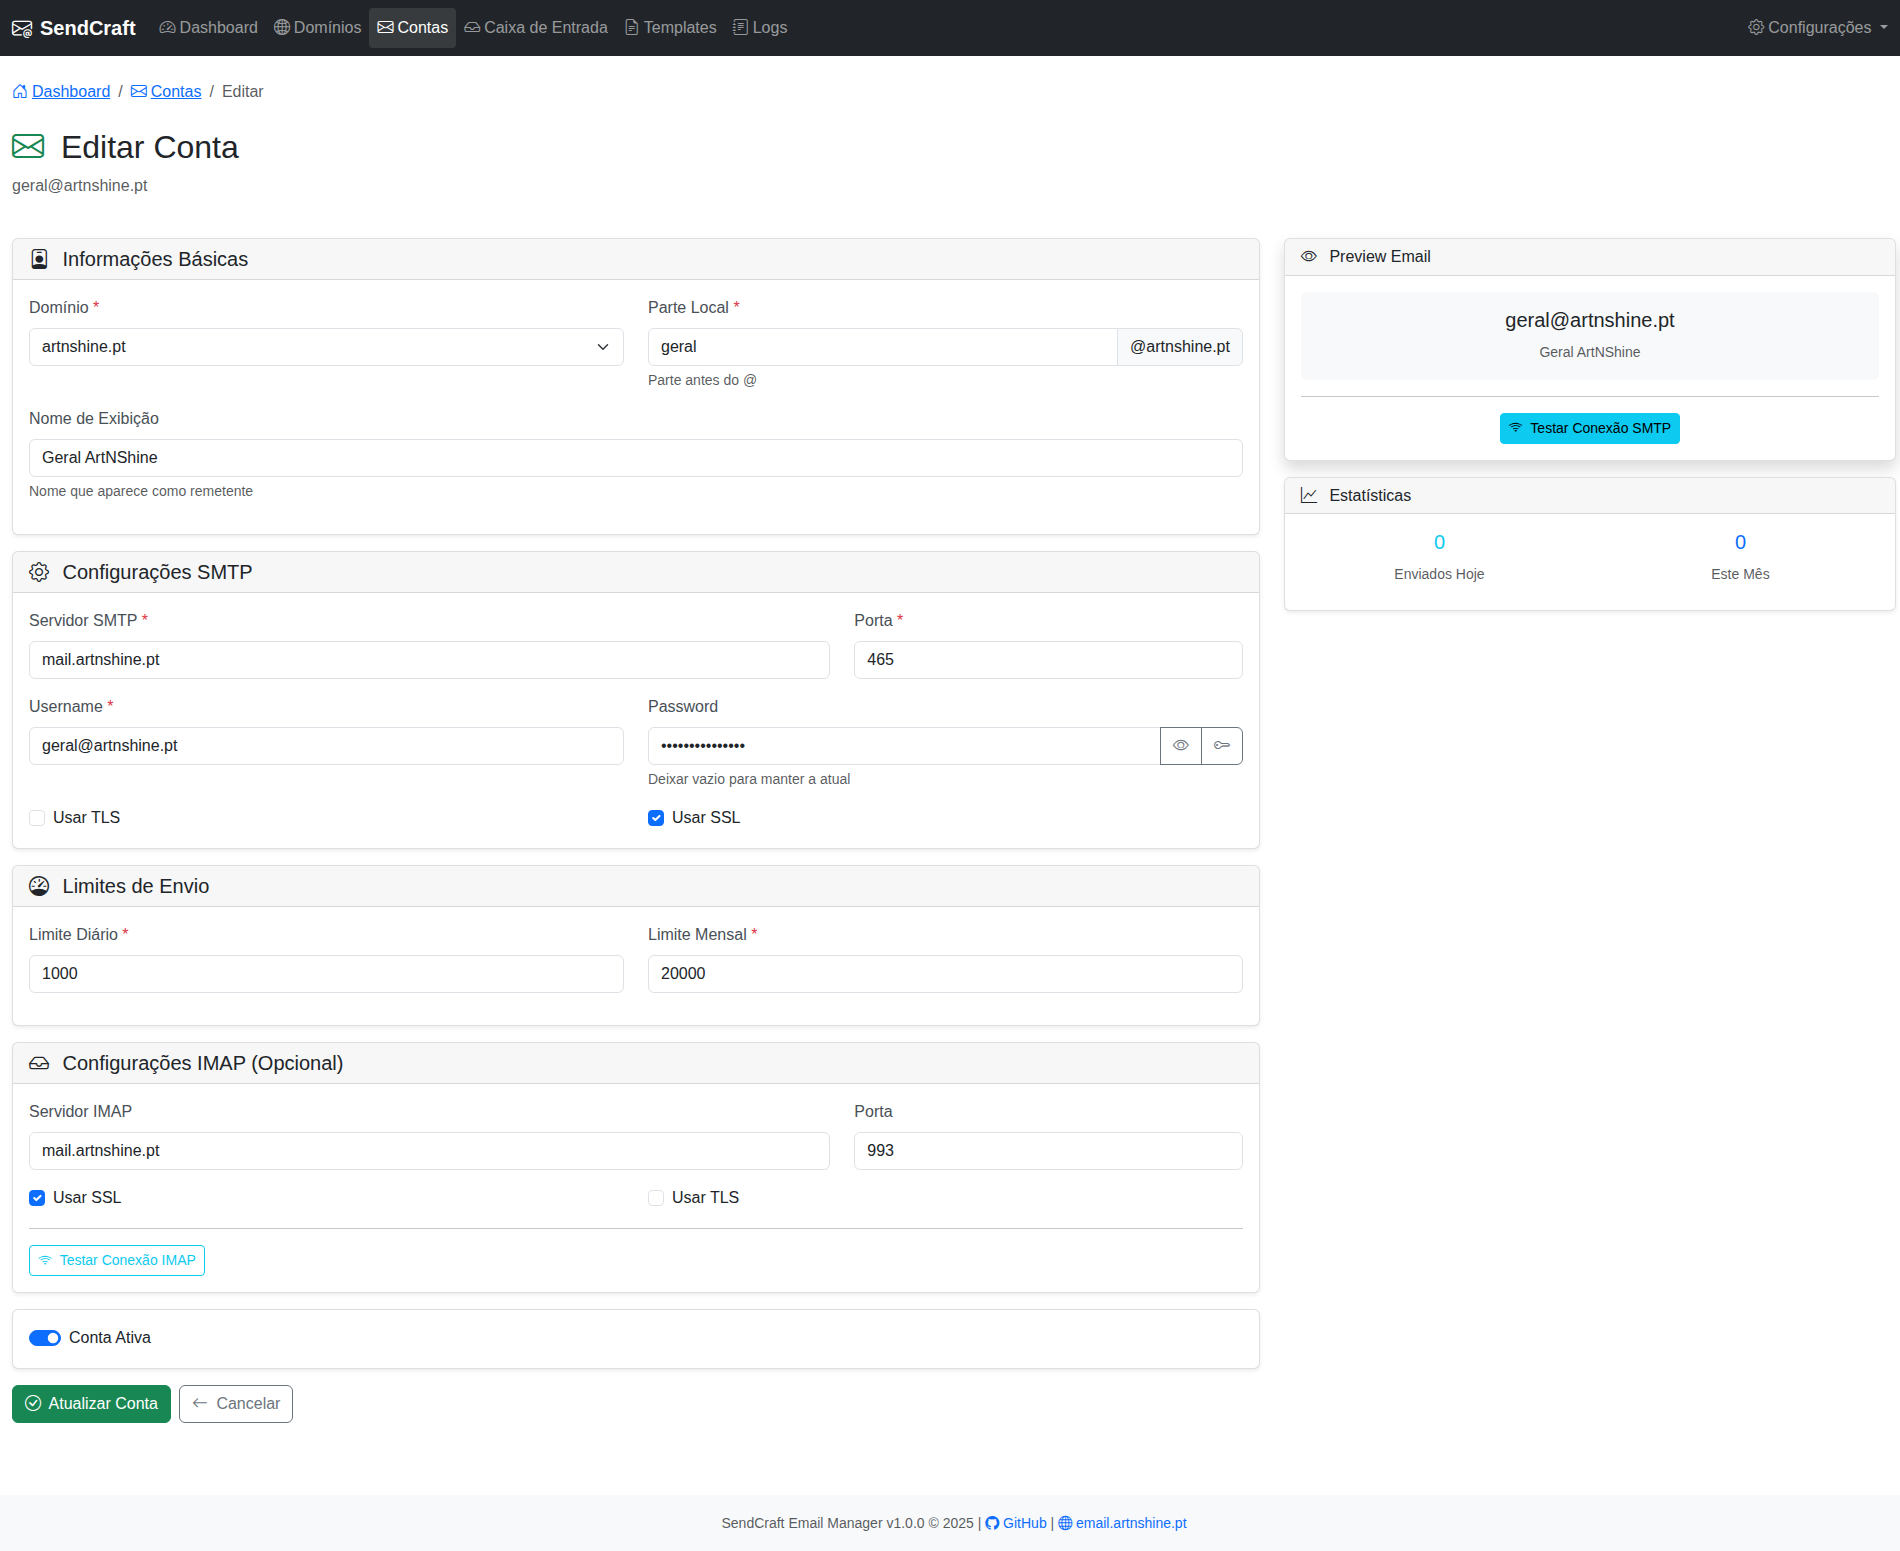 SendCraft Dashboard Domínios Contas Caixa de Entrada Templates Logs Configurações
Dashboard / Contas / Editar
Editar Conta
geral@artnshine.pt
Informações Básicas
Domínio *
artnshine.pt
Parte Local *
geral @artnshine.pt
Parte antes do @
Nome de Exibição
Geral ArtNShine
Nome que aparece como remetente
Configurações SMTP
Servidor SMTP *
mail.artnshine.pt
Porta *
465
Username *
geral@artnshine.pt
Password
•••••••••••••••
Deixar vazio para manter a atual
Usar TLS
Usar SSL
Limites de Envio
Limite Diário *
1000
Limite Mensal *
20000
Configurações IMAP (Opcional)
Servidor IMAP
mail.artnshine.pt
Porta
993
Usar SSL
Usar TLS
Testar Conexão IMAP
Conta Ativa
Atualizar Conta
Cancelar
Preview Email
geral@artnshine.pt
Geral ArtNShine
Testar Conexão SMTP
Estatísticas
0
Enviados Hoje
0
Este Mês
SendCraft Email Manager v1.0.0 © 2025 | GitHub | email.artnshine.pt